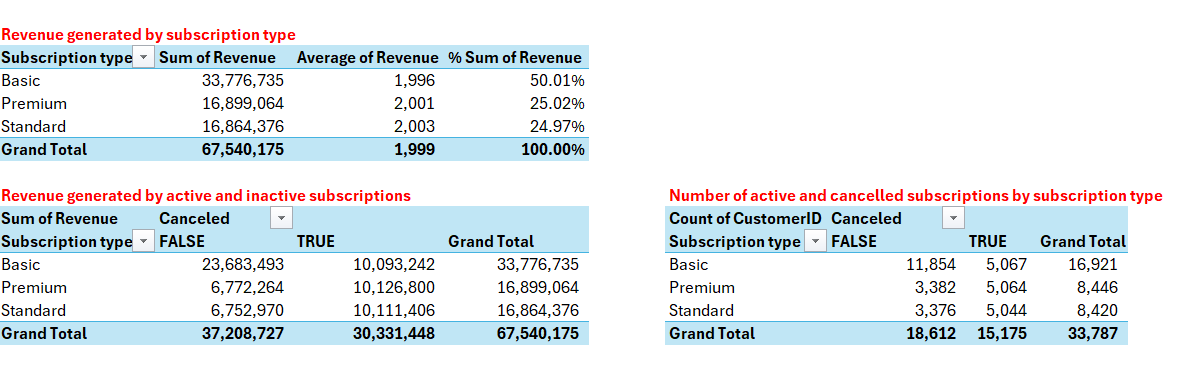 Revenue generated by subscription type
Subscription type Sum of Revenue Average of Revenue % Sum of Revenue
Basic 33,776,735 1,996 50.01%
Premium 16,899,064 2,001 25.02%
Standard 16,864,376 2,003 24.97%
Grand Total 67,540,175 1,999 100.00%
Revenue generated by active and inactive subscriptions
Sum of Revenue Canceled
Subscription type FALSE TRUE Grand Total
Basic 23,683,493 10,093,242 33,776,735
Premium 6,772,264 10,126,800 16,899,064
Standard 6,752,970 10,111,406 16,864,376
Grand Total 37,208,727 30,331,448 67,540,175
Number of active and cancelled subscriptions by subscription type
Count of CustomerID Canceled
Subscription type FALSE TRUE Grand Total
Basic 11,854 5,067 16,921
Premium 3,382 5,064 8,446
Standard 3,376 5,044 8,420
Grand Total 18,612 15,175 33,787